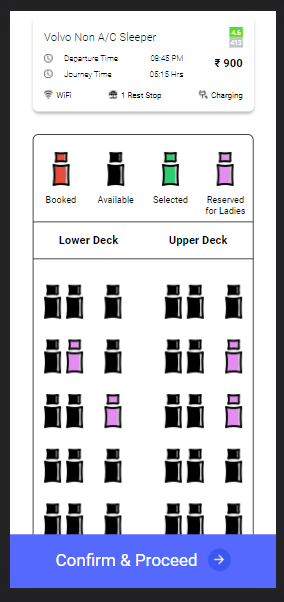 Volvo Non A/C Sleeper
4.6
412
Departure Time 09:45 PM
₹ 900
Journey Time 05:15 Hrs
WiFi 1 Rest Stop Charging
Booked Available Selected Reserved
for Ladies
Lower Deck Upper Deck
Confirm & Proceed